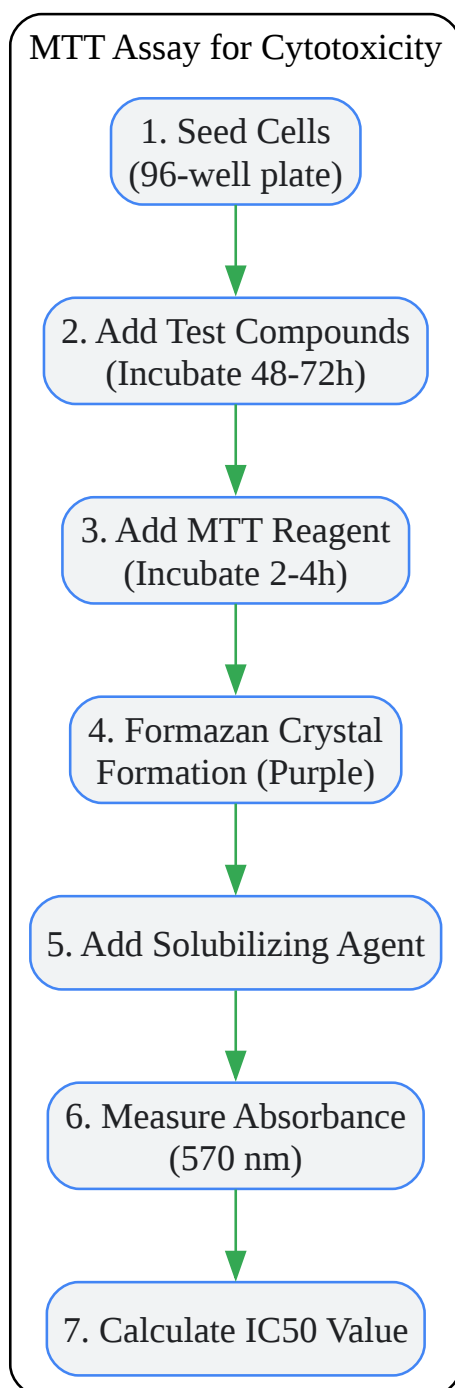 MTT Assay for Cytotoxicity
1. Seed Cells
(96-well plate)
2. Add Test Compounds
(Incubate 48-72h)
3. Add MTT Reagent
(Incubate 2-4h)
4. Formazan Crystal
Formation (Purple)
5. Add Solubilizing Agent
6. Measure Absorbance
(570 nm)
7. Calculate IC50 Value